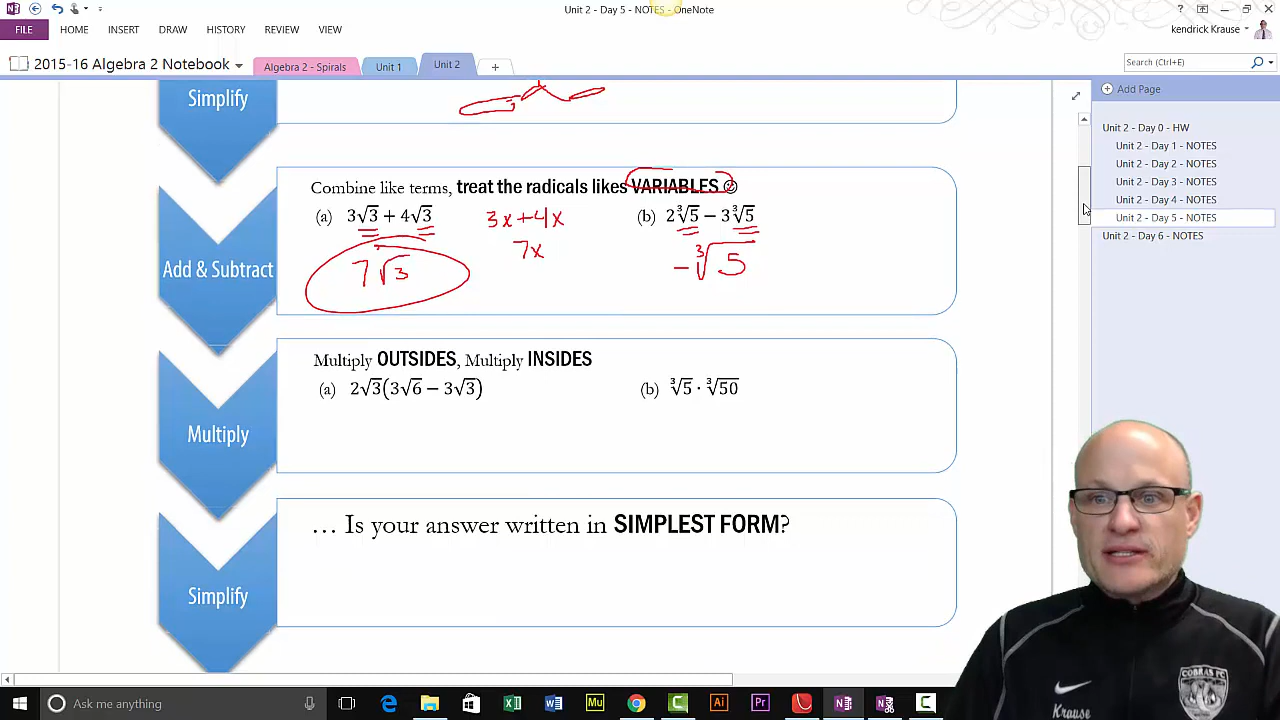 Unit 2 - Day 5 - NOTES - OneNote
FILE HOME INSERT DRAW HISTORY REVIEW VIEW
kendrick Krause
2015-16 Algebra 2 Notebook
Algebra 2 - Spirals
Unit 1
Unit 2
Search (Ctrl+E)
Add Page
Unit 2 - Day 0 - HW
Unit 2 - Day 1 - NOTES
Unit 2 - Day 2 - NOTES
Unit 2 - Day 3 - NOTES
Unit 2 - Day 4 - NOTES
Unit 2 - Day 5 - NOTES
Unit 2 - Day 6 - NOTES
Simplify
Combine like terms, treat the radicals likes VARIABLES ☺
(a) 3√3 + 4√3 3x+4x (b) 2∛5 − 3∛5
7√3 7x −∛5
Add & Subtract
Multiply OUTSIDES, Multiply INSIDES
(a) 2√3(3√6 − 3√3) (b) ∛5 · ∛50
Multiply
… Is your answer written in SIMPLEST FORM?
Simplify
COBRAS FC
Krause
Ask me anything